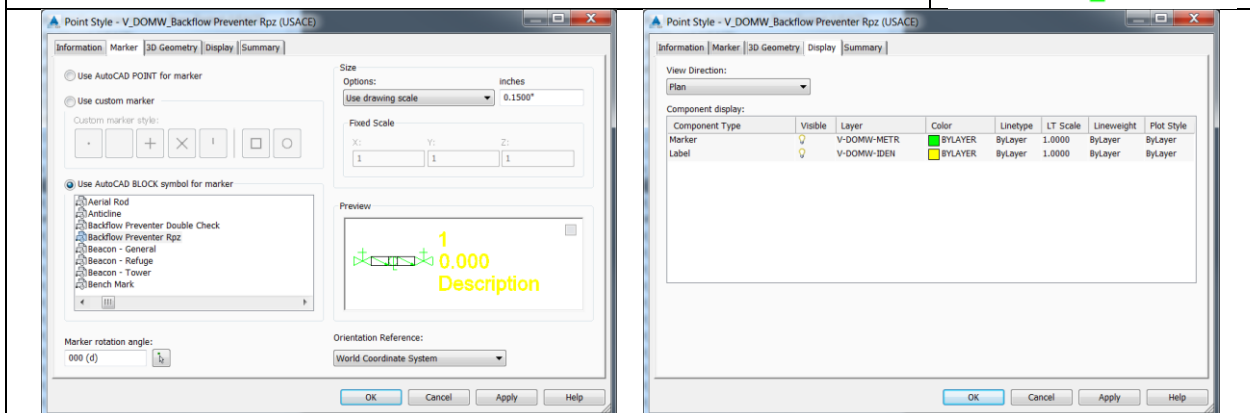 Point Style - V_DOMW_Backflow Preventer Rpz (USACE)
Information Marker 3D Geometry Display Summary
Use AutoCAD POINT for marker
Use custom marker
Custom marker style:
Use AutoCAD BLOCK symbol for marker
Aerial Rod
Anticline
Backflow Preventer Double Check
Backflow Preventer Rpz
Beacon - General
Beacon - Refuge
Beacon - Tower
Bench Mark
Marker rotation angle:
000 (d)
Size
Options: inches
Use drawing scale 0.1500"
Fixed Scale
X: Y: Z:
1 1 1
Preview
1
0.000
Description
Orientation Reference:
World Coordinate System
OK Cancel Apply Help
Point Style - V_DOMW_Backflow Preventer Rpz (USACE)
Information Marker 3D Geometry Display Summary
View Direction:
Plan
Component display:
Component Type Visible Layer Color Linetype LT Scale Lineweight Plot Style
Marker V-DOMW-METR BYLAYER ByLayer 1.0000 ByLayer ByLayer
Label V-DOMW-IDEN BYLAYER ByLayer 1.0000 ByLayer ByLayer
OK Cancel Apply Help